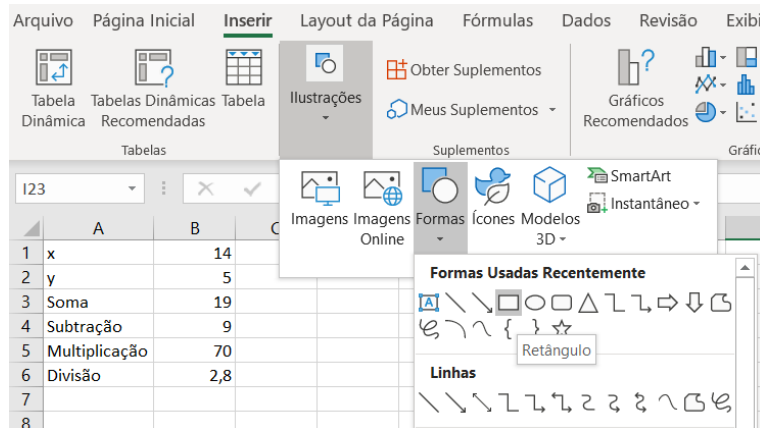 Arquivo Página Inicial Inserir Layout da Página Fórmulas Dados Revisão Exibi
Tabela Dinâmica
Tabelas Dinâmicas Recomendadas
Tabela
Tabelas
Ilustrações
Obter Suplementos
Meus Suplementos
Suplementos
Gráficos Recomendados
Gráfic
Imagens
Imagens Online
Formas
Ícones
Modelos 3D
SmartArt
Instantâneo
I23
A B C
1 x 14
2 y 5
3 Soma 19
4 Subtração 9
5 Multiplicação 70
6 Divisão 2,8
7
8
Formas Usadas Recentemente
A
Retângulo
Linhas